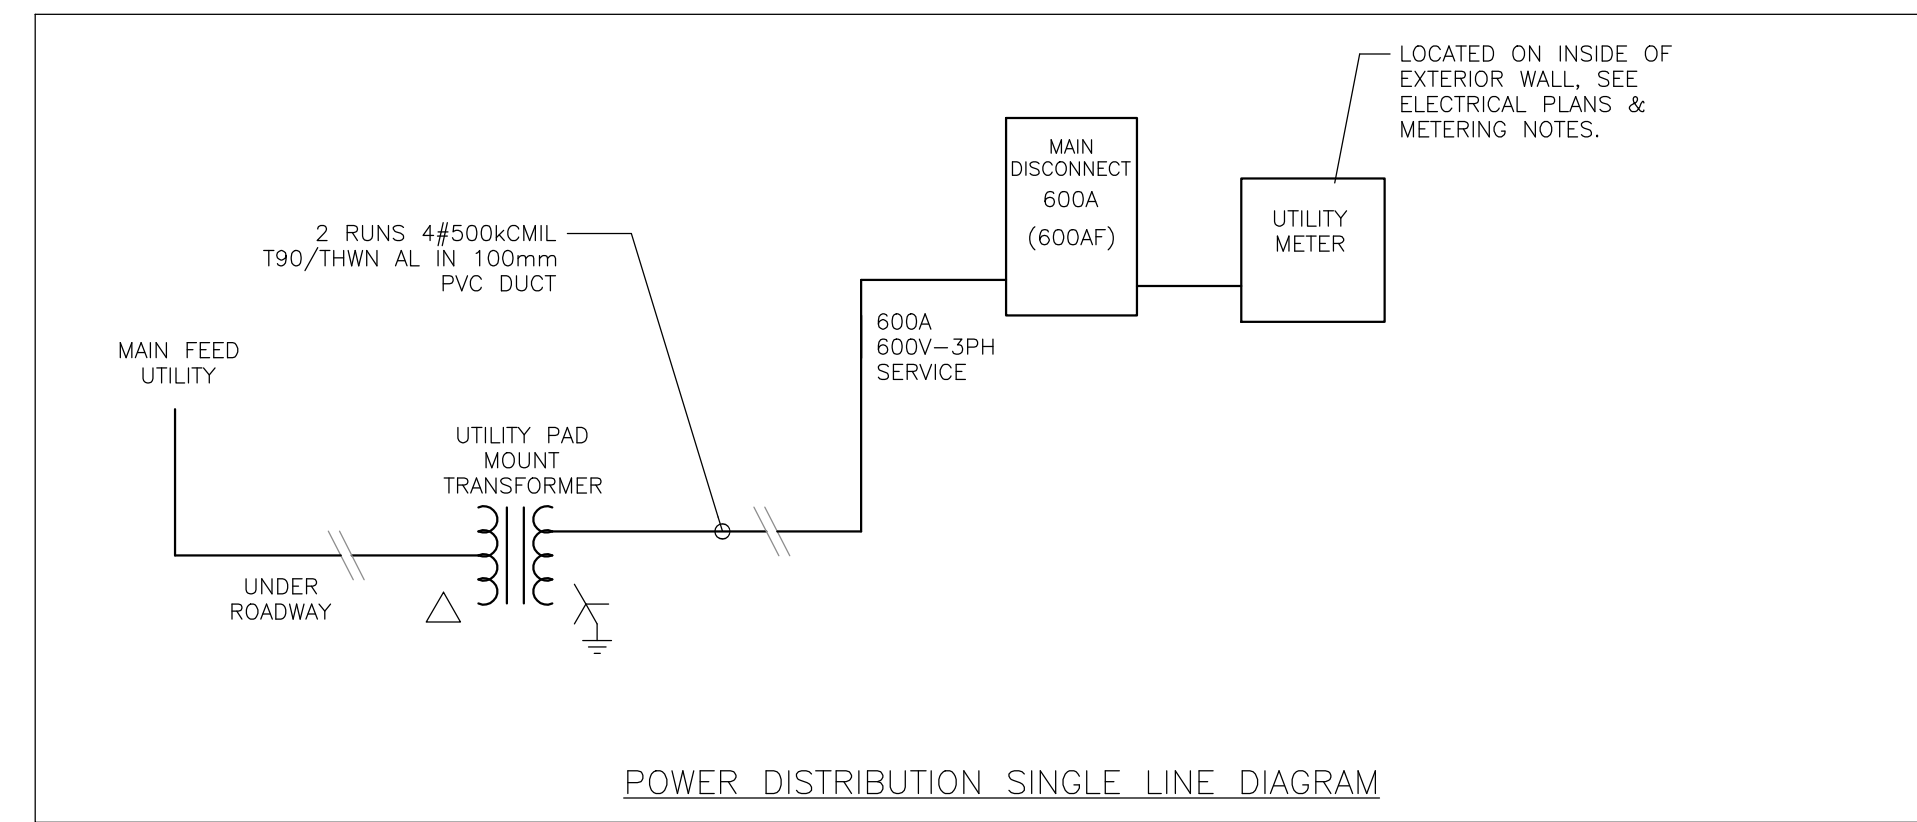 LOCATED ON INSIDE OF
EXTERIOR WALL, SEE
ELECTRICAL PLANS &
METERING NOTES.
MAIN
DISCONNECT
600A
(600AF)
UTILITY
METER
2 RUNS 4#500kCMIL
T90/THWN AL IN 100mm
PVC DUCT
600A
600V-3PH
SERVICE
MAIN FEED
UTILITY
UTILITY PAD
MOUNT
TRANSFORMER
UNDER
ROADWAY
POWER DISTRIBUTION SINGLE LINE DIAGRAM